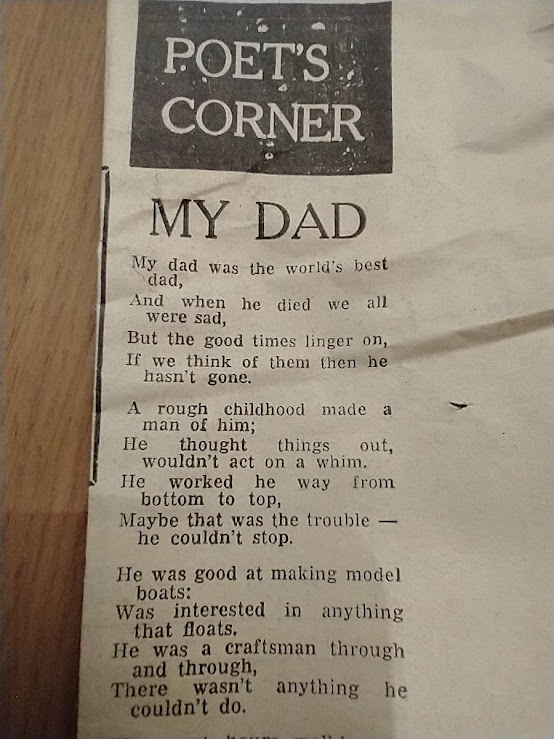 POET'S
CORNER
MY DAD
My dad was the world's best
dad,
And when he died we all
were sad,
But the good times linger on,
If we think of them then he
hasn't gone.
A rough childhood made a
man of him;
He thought things out,
wouldn't act on a whim.
He worked he way from
bottom to top,
Maybe that was the trouble —
he couldn't stop.
He was good at making model
boats:
Was interested in anything
that floats.
He was a craftsman through
and through,
There wasn't anything he
couldn't do.